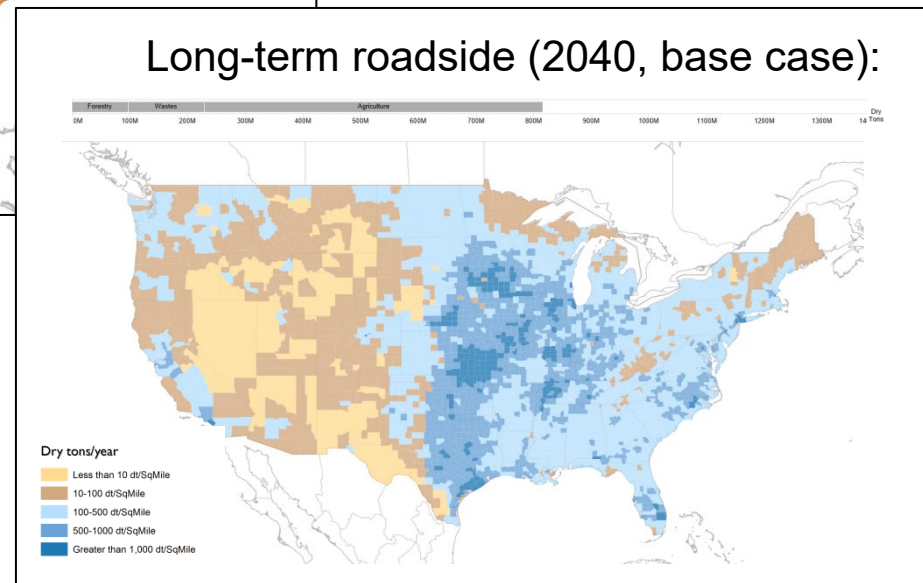 Long-term roadside (2040, base case):
Forestry Wastes Agriculture
0M 100M 200M 300M 400M 500M 600M 700M 800M 900M 1000M 1100M 1200M 1300M 14 Dry
Tons
Dry tons/year
Less than 10 dt/SqMile
10-100 dt/SqMile
100-500 dt/SqMile
500-1000 dt/SqMile
Greater than 1,000 dt/SqMile